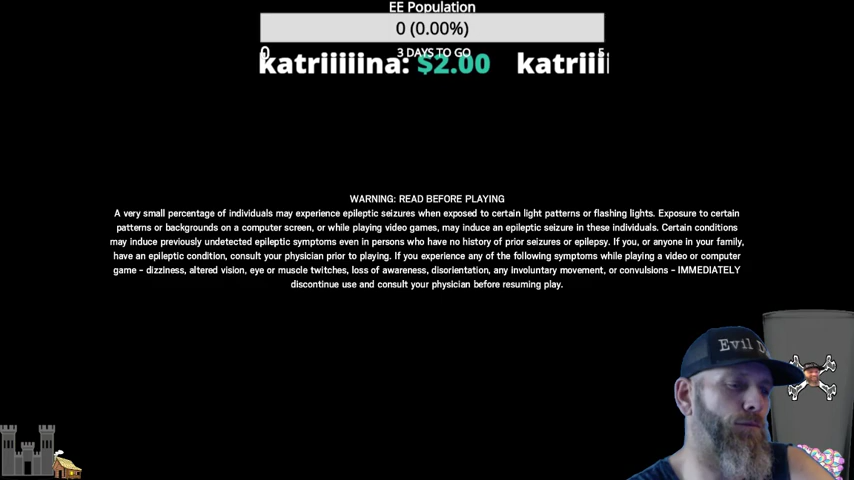 EE Population
0 (0.00%)
0 3 DAYS TO GO 5
katriiiiina: $2.00 katriii
WARNING: READ BEFORE PLAYING
A very small percentage of individuals may experience epileptic seizures when exposed to certain light patterns or flashing lights. Exposure to certain
patterns or backgrounds on a computer screen, or while playing video games, may induce an epileptic seizure in these individuals. Certain conditions
may induce previously undetected epileptic symptoms even in persons who have no history of prior seizures or epilepsy. If you, or anyone in your family,
have an epileptic condition, consult your physician prior to playing. If you experience any of the following symptoms while playing a video or computer
game - dizziness, altered vision, eye or muscle twitches, loss of awareness, disorientation, any involuntary movement, or convulsions - IMMEDIATELY
discontinue use and consult your physician before resuming play.
Evil